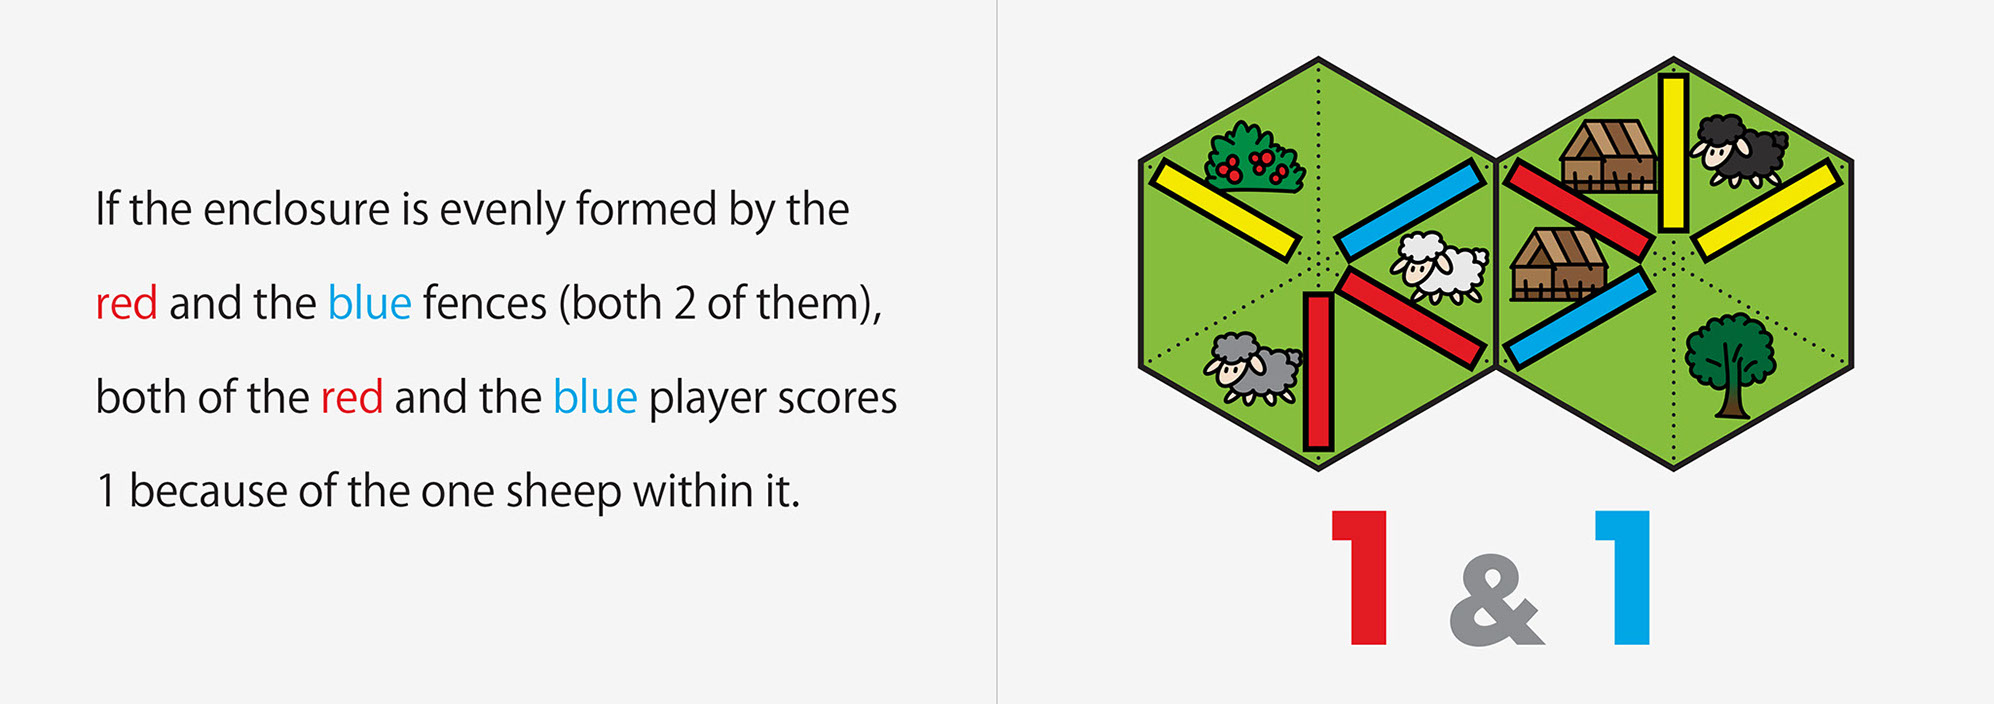 If the enclosure is evenly formed by the
red and the blue fences (both 2 of them),
both of the red and the blue player scores
1 because of the one sheep within it.
1 & 1